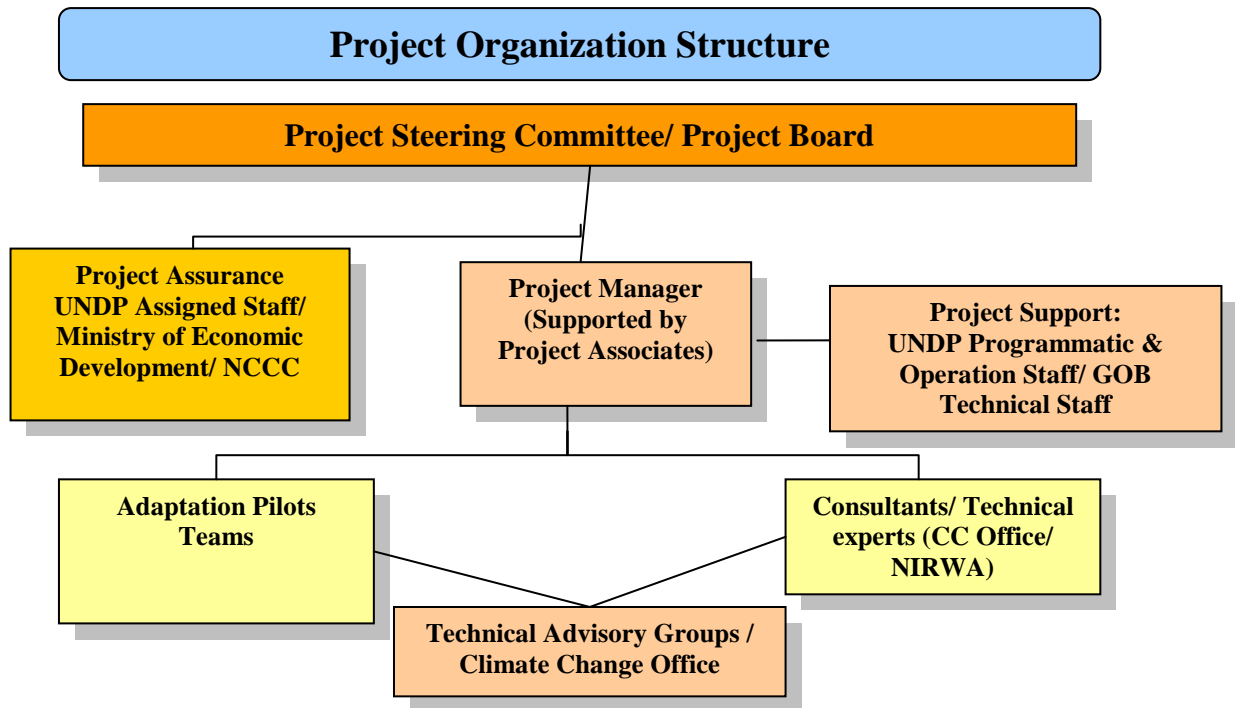 Project Organization Structure
Project Steering Committee/ Project Board
Project Assurance
UNDP Assigned Staff/
Ministry of Economic
Development/ NCCC
Project Manager
(Supported by
Project Associates)
Project Support:
UNDP Programmatic &
Operation Staff/ GOB
Technical Staff
Adaptation Pilots
Teams
Consultants/ Technical
experts (CC Office/
NIRWA)
Technical Advisory Groups /
Climate Change Office